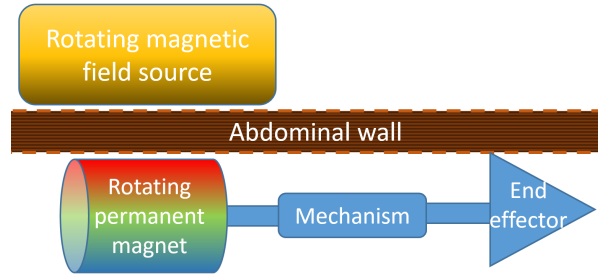 Rotating magnetic
field source
Abdominal wall
Rotating
permanent
magnet
Mechanism
End
effector